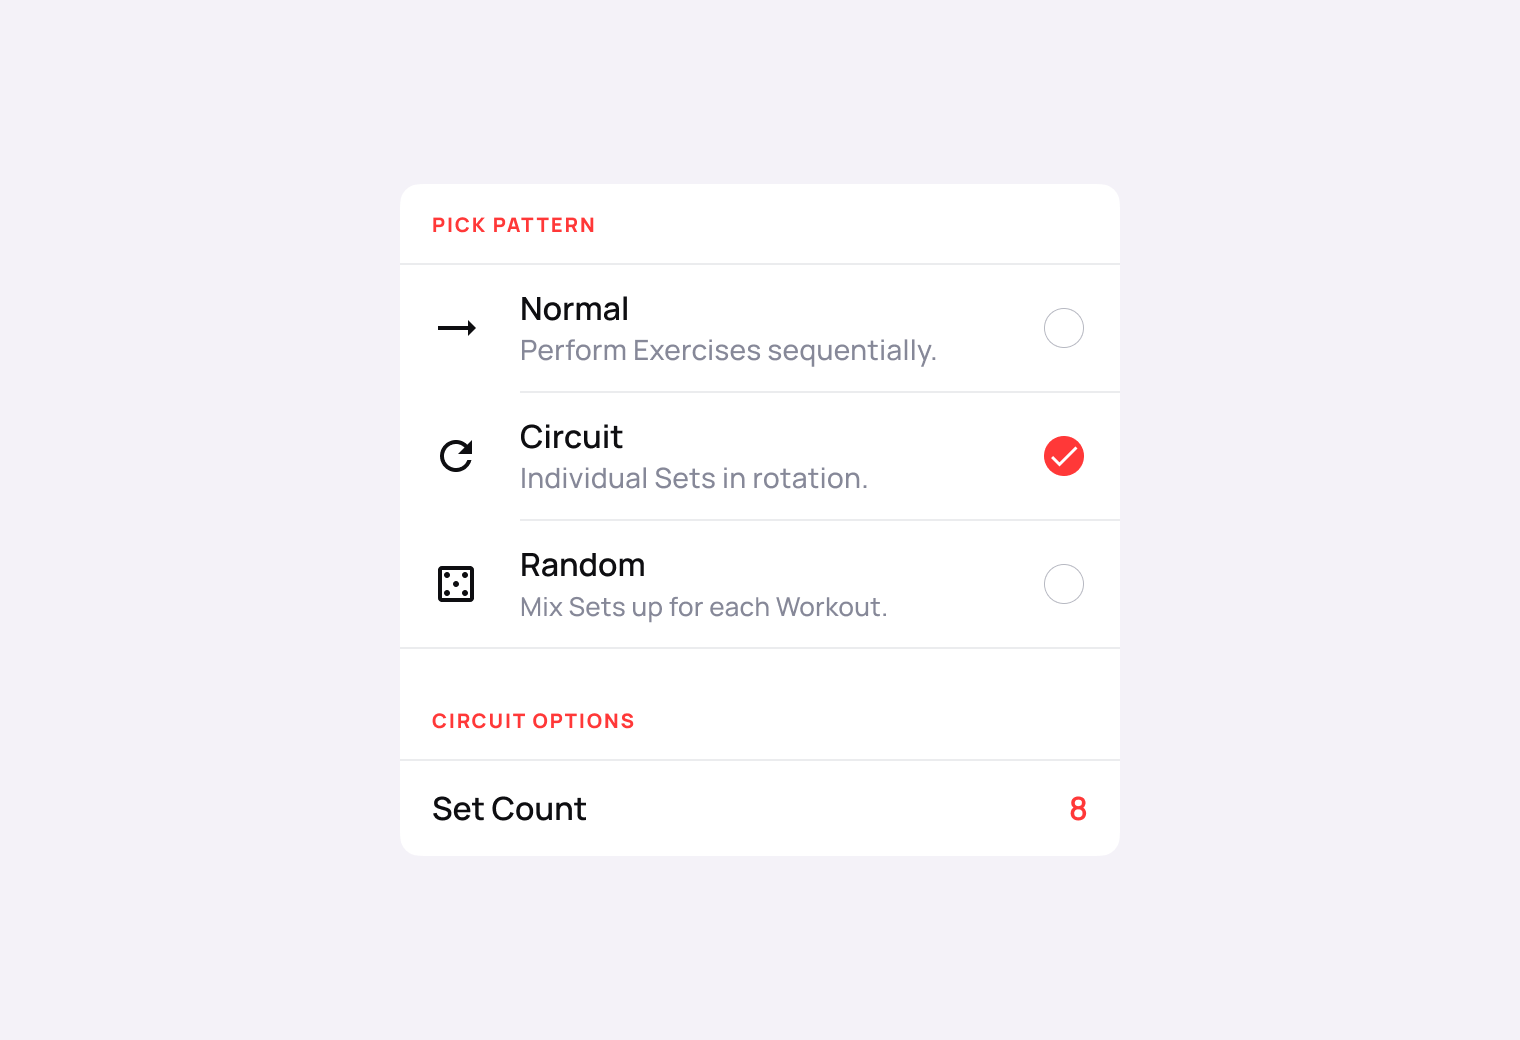 PICK PATTERN
Normal
Perform Exercises sequentially.
Circuit
Individual Sets in rotation.
Random
Mix Sets up for each Workout.
CIRCUIT OPTIONS
Set Count 8